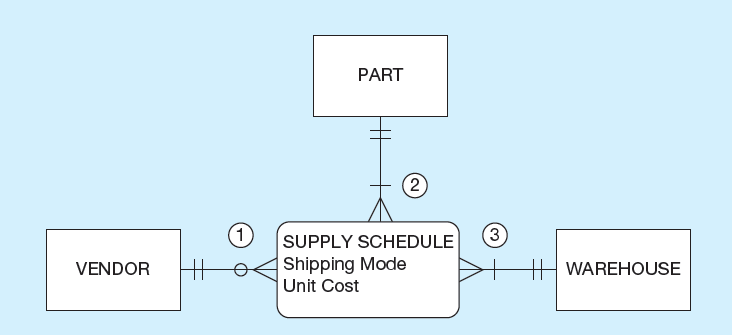 PART
2
1
3
SUPPLY SCHEDULE
Shipping Mode
Unit Cost
VENDOR
WAREHOUSE